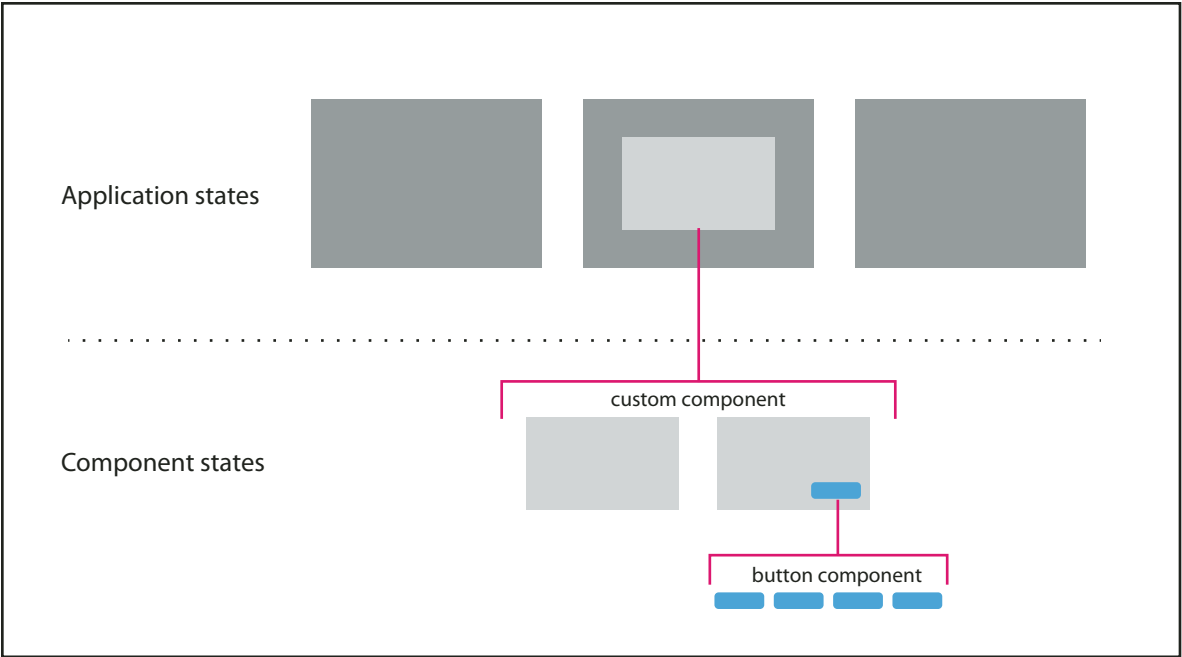 Application states
custom component
Component states
button component